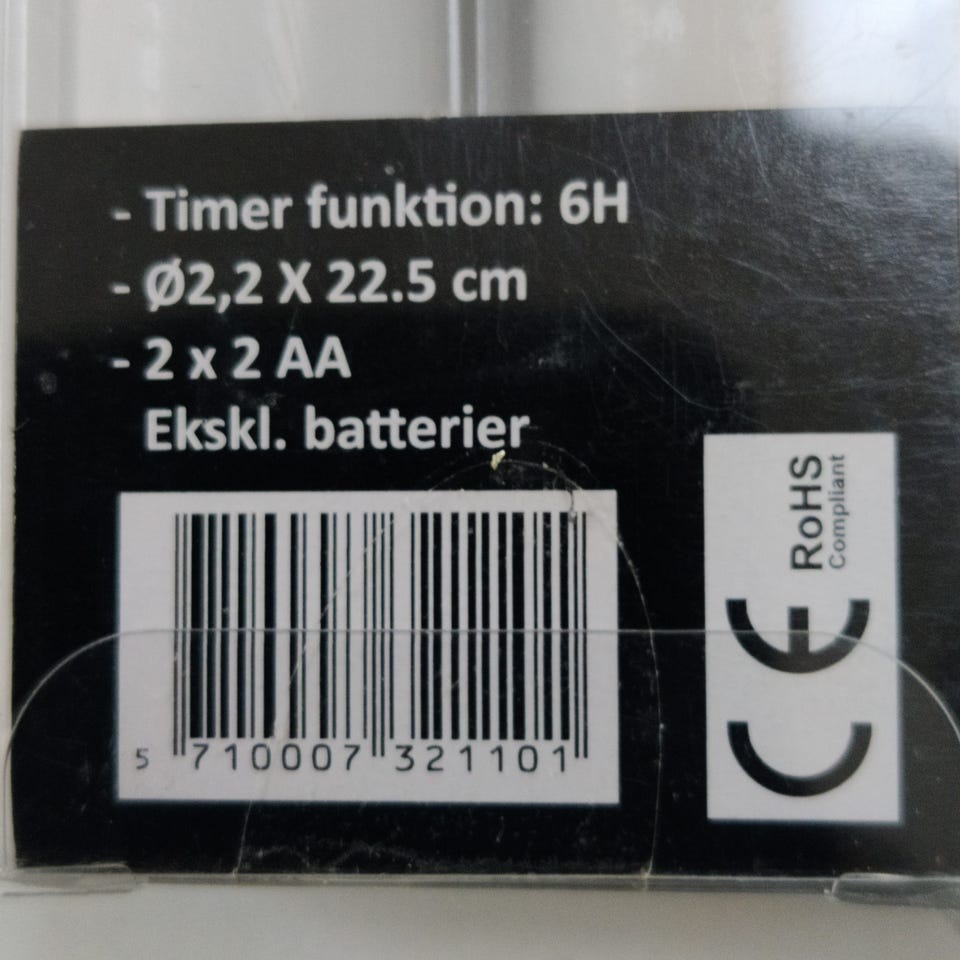 - Timer funktion: 6H
- Ø2,2 X 22.5 cm
- 2 x 2 AA
Ekskl. batterier
5 710007 321101
CE RoHS
Compliant